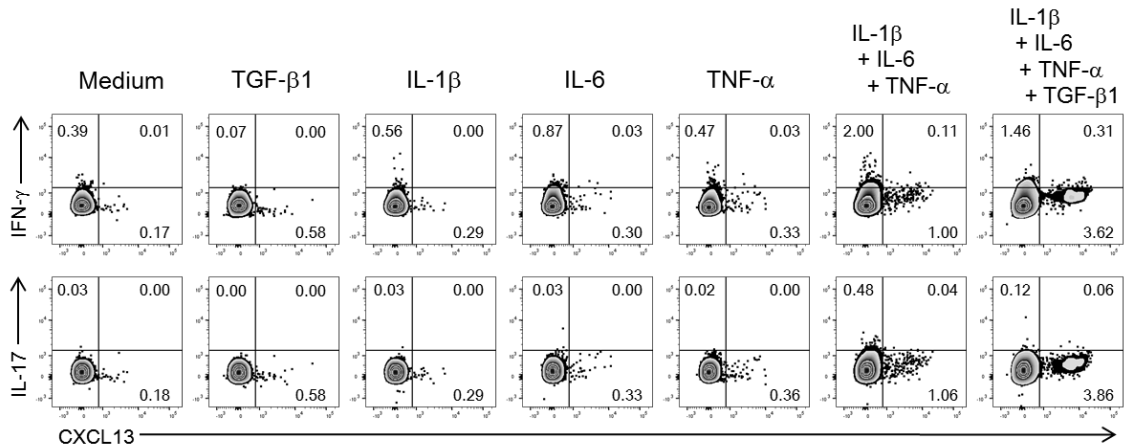 IL-1β
+ IL-6
+ TNF-α
IL-1β
+ IL-6
+ TNF-α
+ TGF-β1
Medium
TGF-β1
IL-1β
IL-6
TNF-α
IFN-γ
0.39 0.01
0.17
0.07 0.00
0.58
0.56 0.00
0.29
0.87 0.03
0.30
0.47 0.03
0.33
2.00 0.11
1.00
1.46 0.31
3.62
IL-17
0.03 0.00
0.18
0.00 0.00
0.58
0.03 0.00
0.29
0.03 0.00
0.33
0.02 0.00
0.36
0.48 0.04
1.06
0.12 0.06
3.86
CXCL13